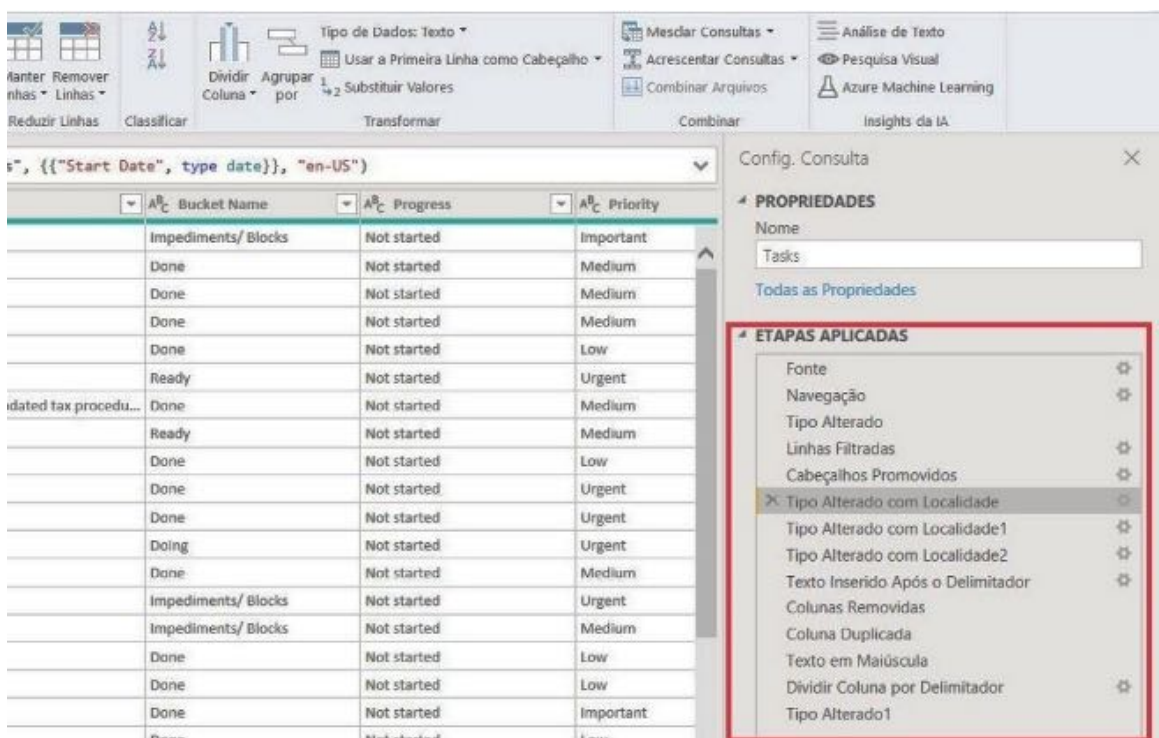 Tipo de Dados: Texto
Mesclar Consultas
Análise de Texto
Usar a Primeira Linha como Cabeçalho
Acrescentar Consultas
Pesquisa Visual
Manter Remover
Dividir Agrupar
Linhas
Coluna por
1 2 Substituir Valores
Combinar Arquivos
Azure Machine Learning
Reduzir Linhas Classificar Transformar Combinar Insights da IA
s", {{"Start Date", type date}}, "en-US")
Config. Consulta
ABC Bucket Name ABC Progress ABC Priority
PROPRIEDADES
Nome
Tasks
Todas as Propriedades
Impediments/ Blocks Not started Important
Done Not started Medium
Done Not started Medium
Done Not started Medium
Done Not started Low
Ready Not started Urgent
dated tax procedu... Done Not started Medium
Ready Not started Medium
Done Not started Low
Done Not started Urgent
Done Not started Urgent
Doing Not started Urgent
Done Not started Medium
Impediments/ Blocks Not started Urgent
Impediments/ Blocks Not started Medium
Done Not started Low
Done Not started Low
Done Not started Important
ETAPAS APLICADAS
Fonte
Navegação
Tipo Alterado
Linhas Filtradas
Cabeçalhos Promovidos
Tipo Alterado com Localidade
Tipo Alterado com Localidade1
Tipo Alterado com Localidade2
Texto Inserido Após o Delimitador
Colunas Removidas
Coluna Duplicada
Texto em Maiúscula
Dividir Coluna por Delimitador
Tipo Alterado1